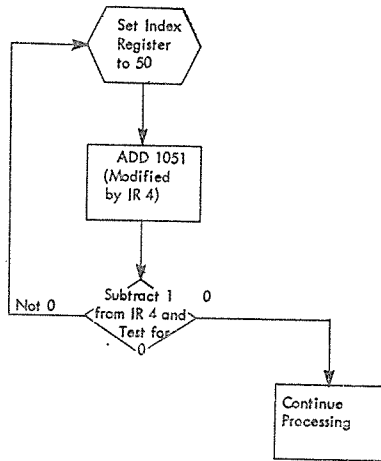 Set Index
Register
to 50
ADD 1051
(Modified
by IR 4)
Not 0
Subtract 1
0
from IR 4 and
Test for
0
Continue
Processing